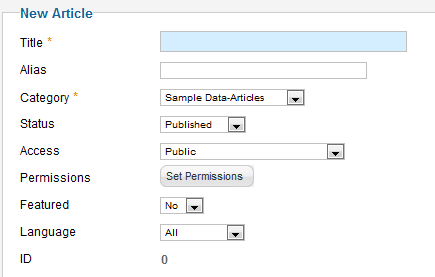 New Article
Title *
Alias
Category * Sample Data-Articles
Status Published
Access Public
Permissions Set Permissions
Featured No
Language All
ID 0